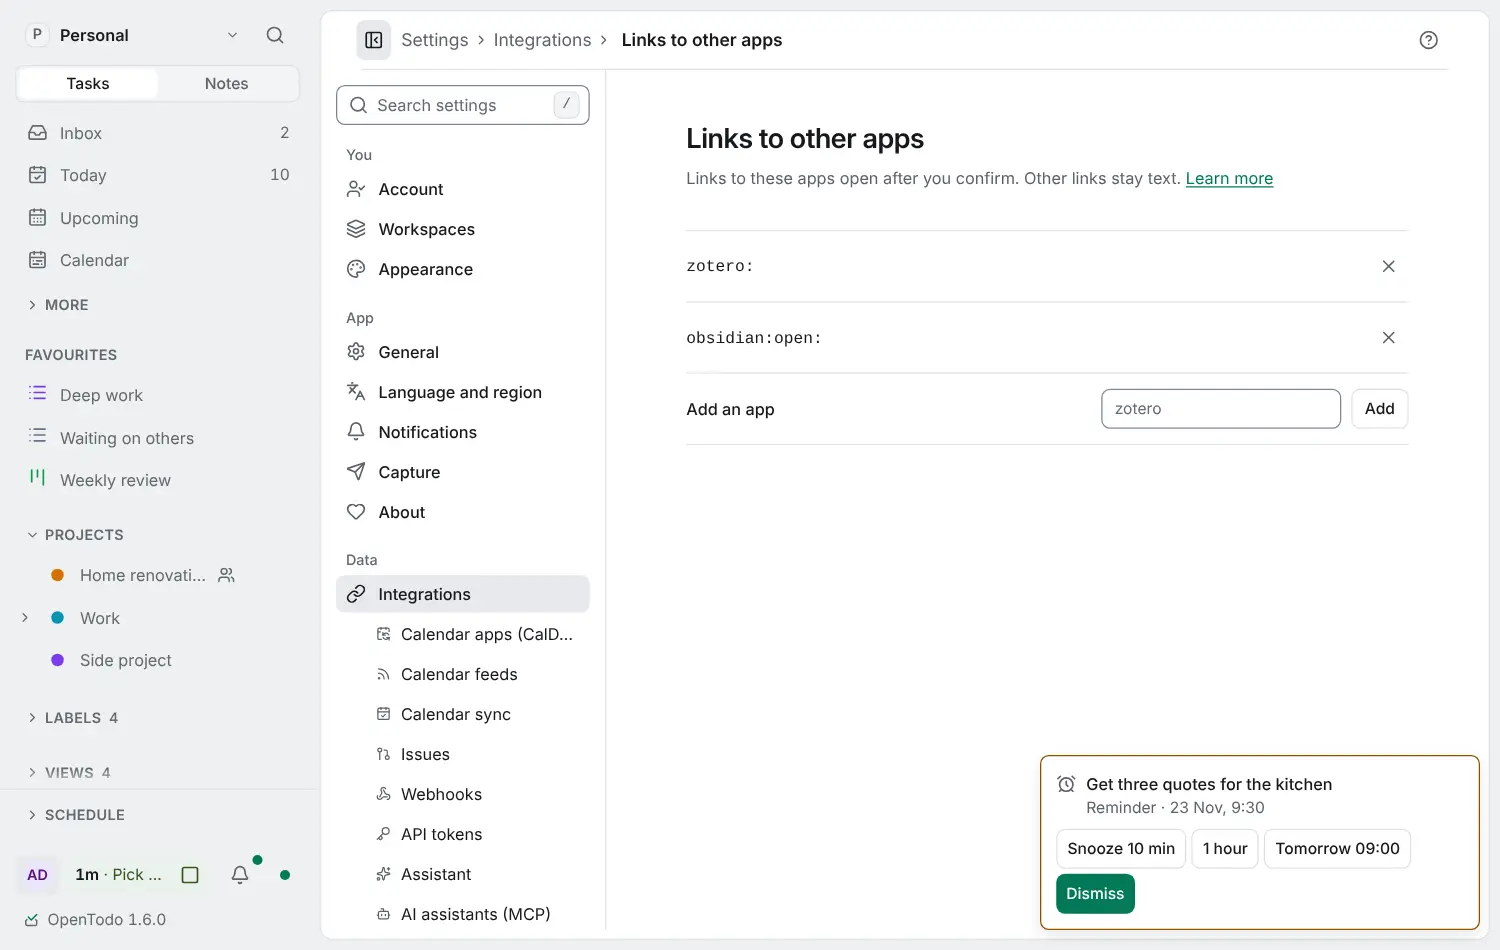 P Personal
Tasks Notes
Inbox 2
Today 10
Upcoming
Calendar
MORE
FAVOURITES
Deep work
Waiting on others
Weekly review
PROJECTS
Home renovati...
Work
Side project
LABELS 4
VIEWS 4
SCHEDULE
AD 1m · Pick ...
OpenTodo 1.6.0
Settings > Integrations > Links to other apps
Search settings /
You
Account
Workspaces
Appearance
App
General
Language and region
Notifications
Capture
About
Data
Integrations
Calendar apps (CalD...
Calendar feeds
Calendar sync
Issues
Webhooks
API tokens
Assistant
AI assistants (MCP)
Links to other apps
Links to these apps open after you confirm. Other links stay text. Learn more
zotero:
obsidian:open:
Add an app zotero Add
Get three quotes for the kitchen
Reminder · 23 Nov, 9:30
Snooze 10 min 1 hour Tomorrow 09:00
Dismiss